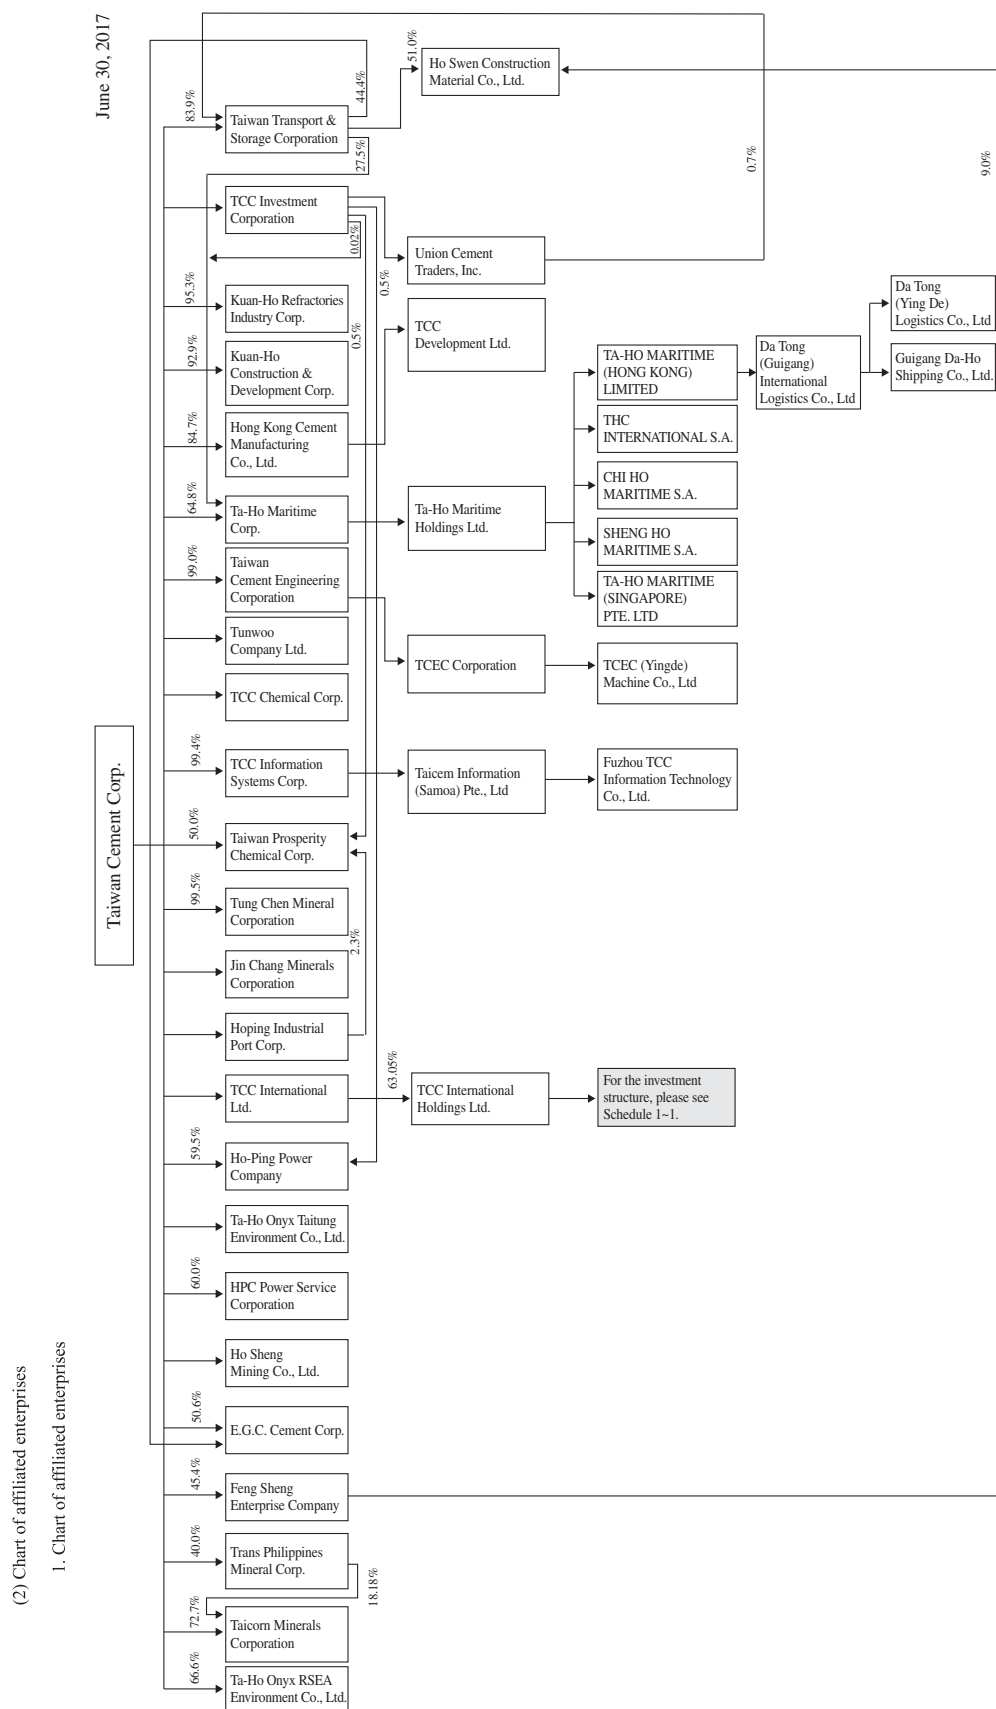 (2) Chart of affiliated enterprises
1. Chart of affiliated enterprises
June 30, 2017
Taiwan Cement Corp.
83.9%
Taiwan Transport &
Storage Corporation
44.4%
27.5%
51.0%
Ho Swen Construction
Material Co., Ltd.
TCC Investment
Corporation
0.02%
0.5%
0.5%
Union Cement
Traders, Inc.
0.7%
9.0%
95.3%
Kuan-Ho Refractories
Industry Corp.
92.9%
Kuan-Ho
Construction &
Development Corp.
84.7%
Hong Kong Cement
Manufacturing
Co., Ltd.
TCC
Development Ltd.
64.8%
Ta-Ho Maritime
Corp.
Ta-Ho Maritime
Holdings Ltd.
TA-HO MARITIME
(HONG KONG)
LIMITED
THC
INTERNATIONAL S.A.
CHI HO
MARITIME S.A.
SHENG HO
MARITIME S.A.
TA-HO MARITIME
(SINGAPORE)
PTE. LTD
Da Tong
(Guigang)
International
Logistics Co., Ltd
Da Tong
(Ying De)
Logistics Co., Ltd
Guigang Da-Ho
Shipping Co., Ltd.
99.0%
Taiwan
Cement Engineering
Corporation
TCEC Corporation
TCEC (Yingde)
Machine Co., Ltd
Tunwoo
Company Ltd.
TCC Chemical Corp.
99.4%
TCC Information
Systems Corp.
Taicem Information
(Samoa) Pte., Ltd
Fuzhou TCC
Information Technology
Co., Ltd.
50.0%
Taiwan Prosperity
Chemical Corp.
99.5%
Tung Chen Mineral
Corporation
2.3%
Jin Chang Minerals
Corporation
Hoping Industrial
Port Corp.
TCC International
Ltd.
63.05%
TCC International
Holdings Ltd.
For the investment
structure, please see
Schedule 1~1.
59.5%
Ho-Ping Power
Company
Ta-Ho Onyx Taitung
Environment Co., Ltd.
60.0%
HPC Power Service
Corporation
Ho Sheng
Mining Co., Ltd.
50.6%
E.G.C. Cement Corp.
45.4%
Feng Sheng
Enterprise Company
40.0%
Trans Philippines
Mineral Corp.
18.18%
72.7%
Taicorn Minerals
Corporation
66.6%
Ta-Ho Onyx RSEA
Environment Co., Ltd.